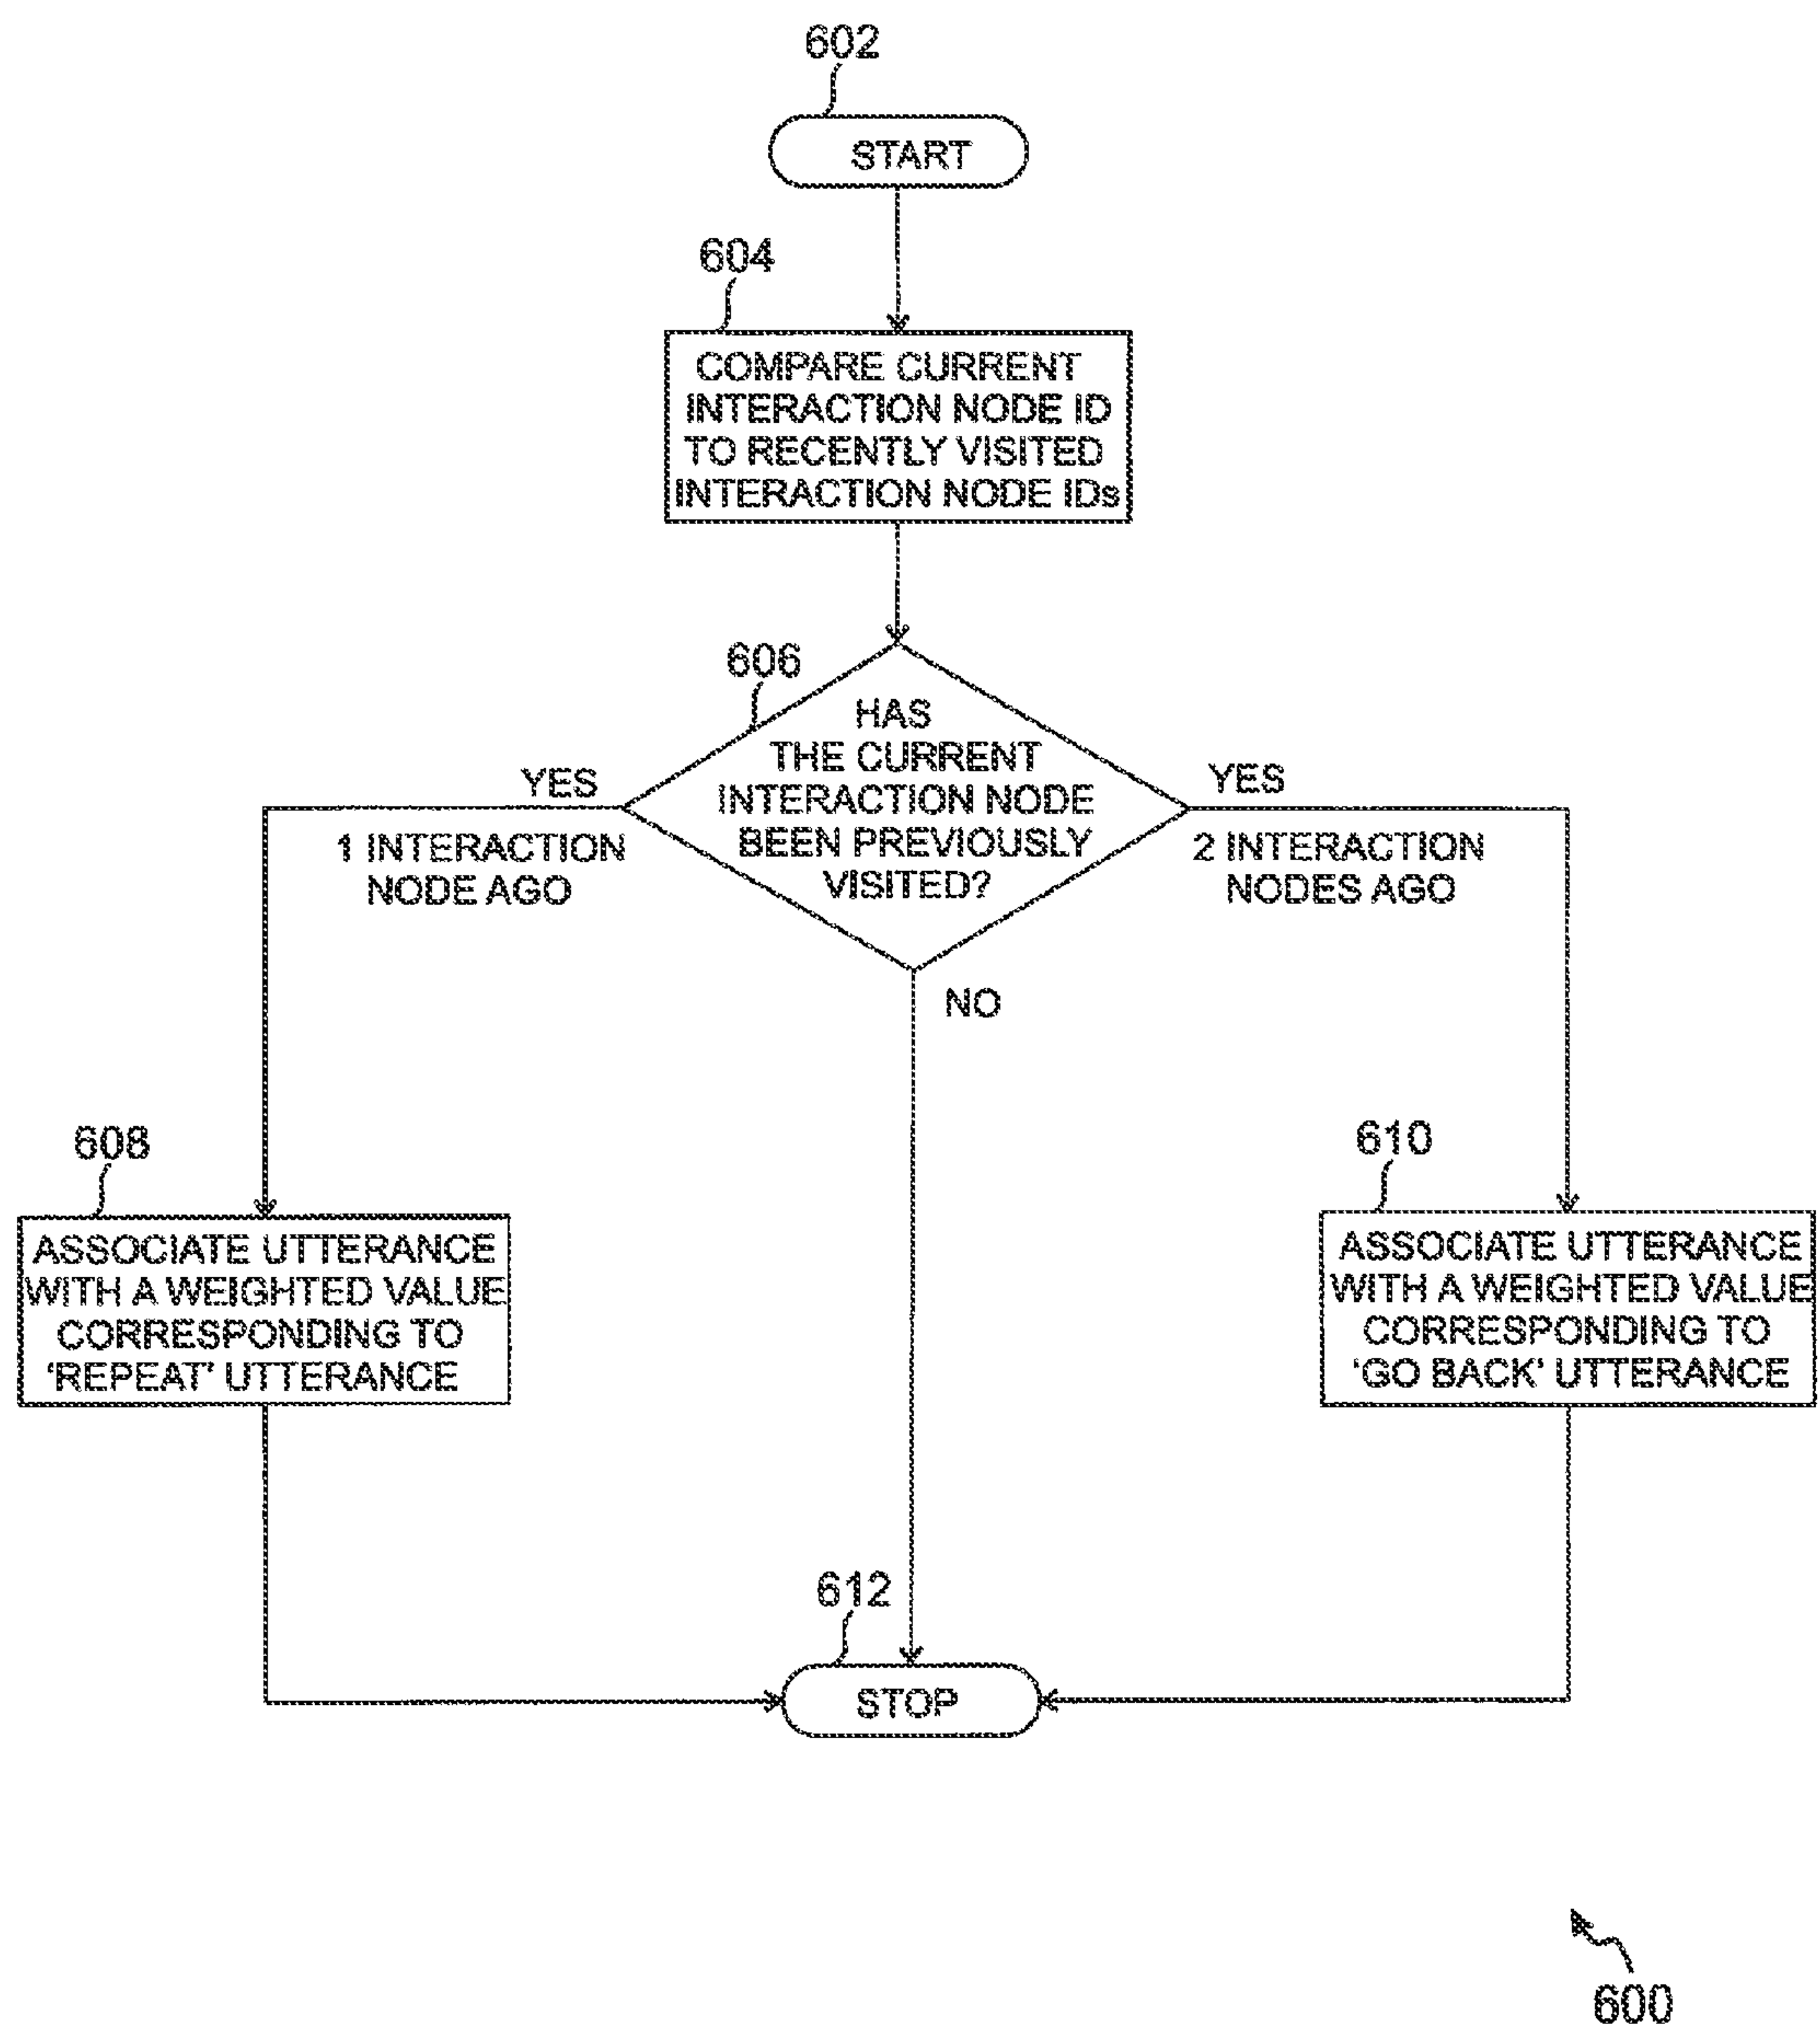 602
START
604
COMPARE CURRENT
INTERACTION NODE ID
TO RECENTLY VISITED
INTERACTION NODE IDs
606
HAS
THE CURRENT
INTERACTION NODE
BEEN PREVIOUSLY
VISITED?
YES
1 INTERACTION
NODE AGO
YES
2 INTERACTION
NODES AGO
NO
608
ASSOCIATE UTTERANCE
WITH A WEIGHTED VALUE
CORRESPONDING TO
‘REPEAT’ UTTERANCE
610
ASSOCIATE UTTERANCE
WITH A WEIGHTED VALUE
CORRESPONDING TO
‘GO BACK’ UTTERANCE
612
STOP
600